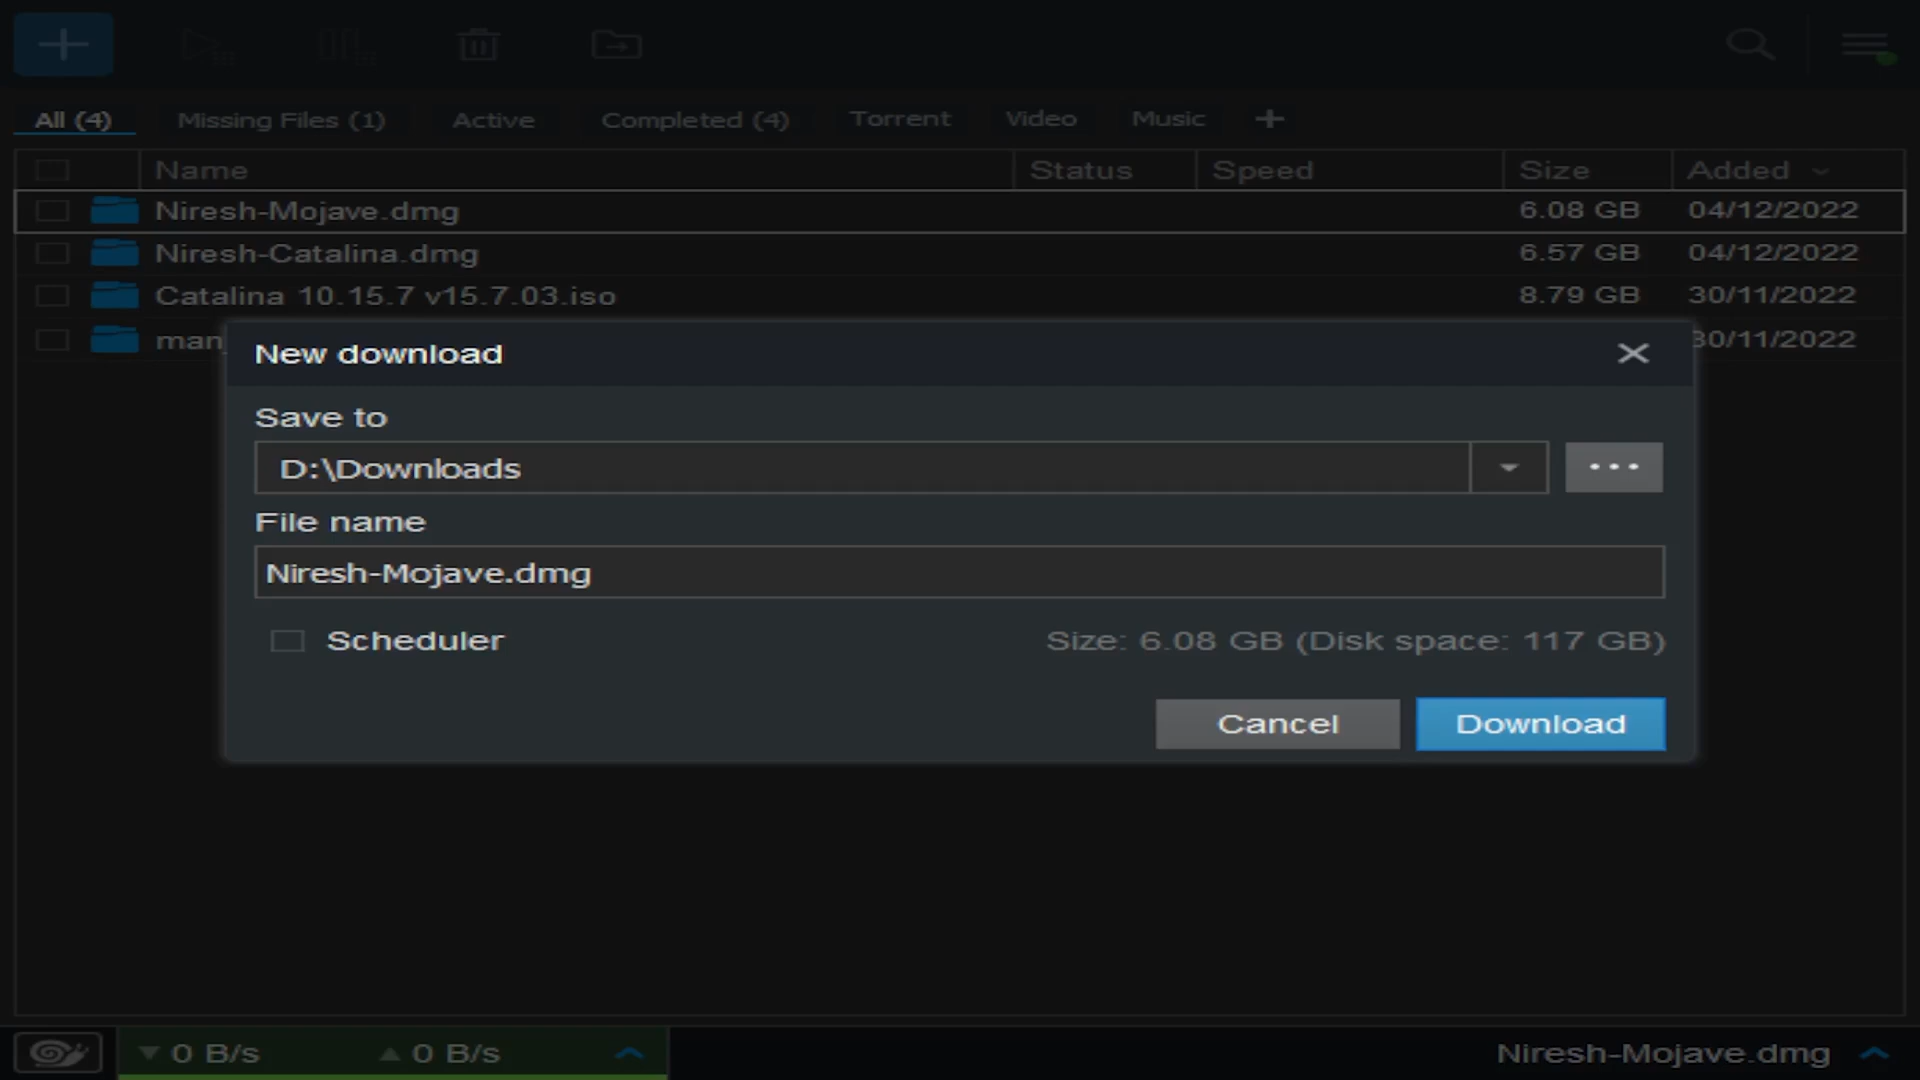 All (4) Missing Files (1) Active Completed (4) Torrent Video Music
Name Status Speed Size Added
Niresh-Mojave.dmg 6.08 GB 04/12/2022
Niresh-Catalina.dmg 6.57 GB 04/12/2022
Catalina 10.15.7 v15.7.03.iso 8.79 GB 30/11/2022
man 30/11/2022
New download
Save to
D:\Downloads
File name
Niresh-Mojave.dmg
Scheduler Size: 6.08 GB (Disk space: 117 GB)
Cancel Download
0 B/s 0 B/s Niresh-Mojave.dmg